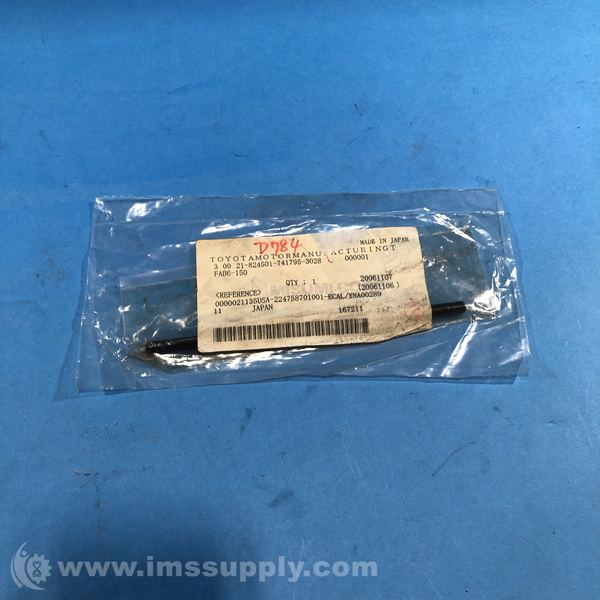 D784
MADE IN JAPAN
TOYOTAMOTORMANUFACTURINGT
3 00 21-824501-741795-3028 000001
FAB6-150
QTY : 1 20061107
<REFERENCE> (20061106)
0000021135USA-224758701001-ECAL/YNA00289
11 JAPAN 167211
www.imssupply.com